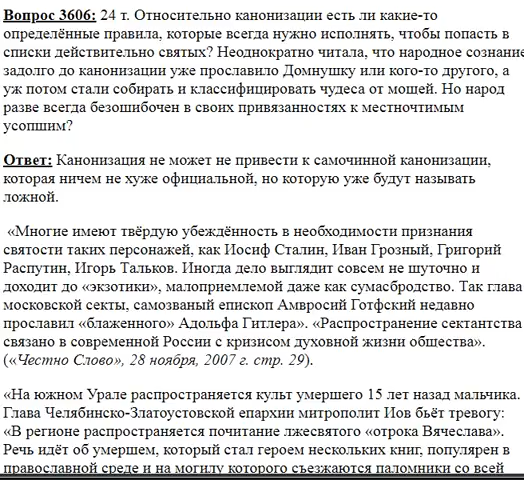 Вопрос 3606: 24 т. Относительно канонизации есть ли какие-то
определённые правила, которые всегда нужно исполнять, чтобы попасть в
списки действительно святых? Неоднократно читала, что народное сознание
задолго до канонизации уже прославило Домнушку или кого-то другого, а
уж потом стали собирать и классифицировать чудеса от мощей. Но народ
разве всегда безошибочен в своих привязанностях к местночтимым
усопшим?
Ответ: Канонизация не может не привести к самочинной канонизации,
которая ничем не хуже официальной, но которую уже будут называть
ложной.
«Многие имеют твёрдую убеждённость в необходимости признания
святости таких персонажей, как Иосиф Сталин, Иван Грозный, Григорий
Распутин, Игорь Тальков. Иногда дело выглядит совсем не шуточно и
доходит до «экзотики», малоприемлемой даже как сумасбродство. Так глава
московской секты, самозваный епископ Амвросий Готфский недавно
прославил «блаженного» Адольфа Гитлера». «Распространение сектантства
связано в современной России с кризисом духовной жизни общества».
(«Честно Слово», 28 ноября, 2007 г. стр. 29).
«На южном Урале распространяется культ умершего 15 лет назад мальчика.
Глава Челябинско-Златоустовской епархии митрополит Иов бьёт тревогу:
«В регионе распространяется почитание лжесвятого «отрока Вячеслава».
Речь идёт об умершем, который стал героем нескольких книг, популярен в
православной среде и на могилу которого съезжаются паломники со всей